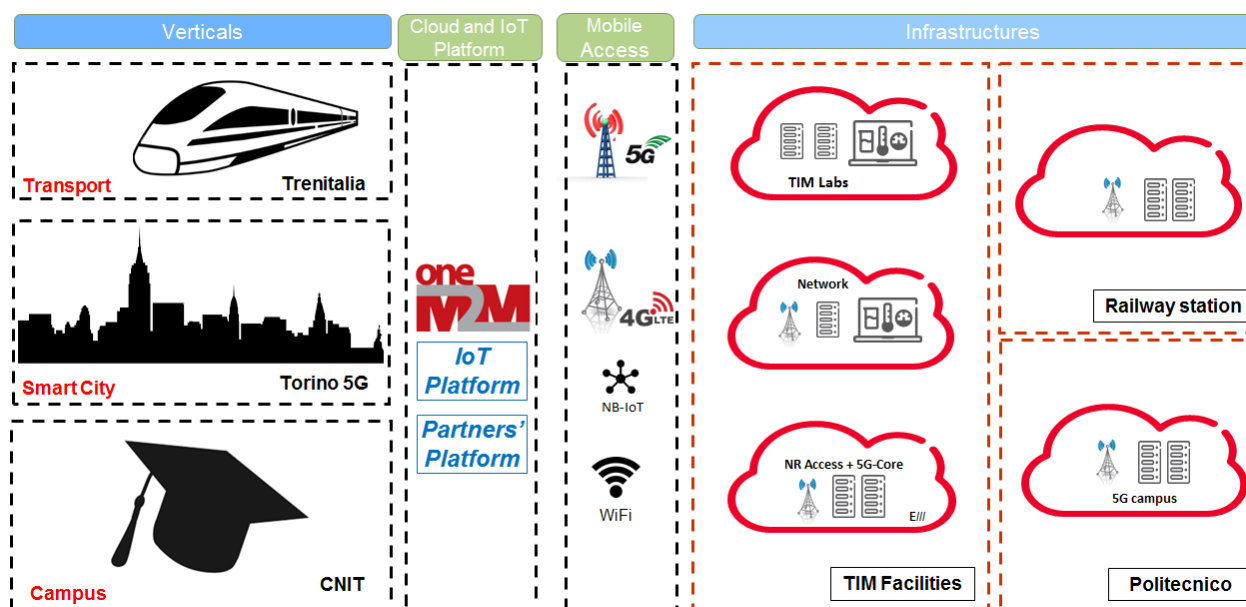 Verticals
Cloud and IoT
Platform
Mobile
Access
Infrastructures
Transport
Trenitalia
Smart City
Torino 5G
Campus
CNIT
one
M2M
IoT
Platform
Partners’
Platform
5G
4G LTE
NB-IoT
WiFi
TIM Labs
Network
NR Access + 5G-Core
E///
TIM Facilities
Railway station
5G campus
Politecnico